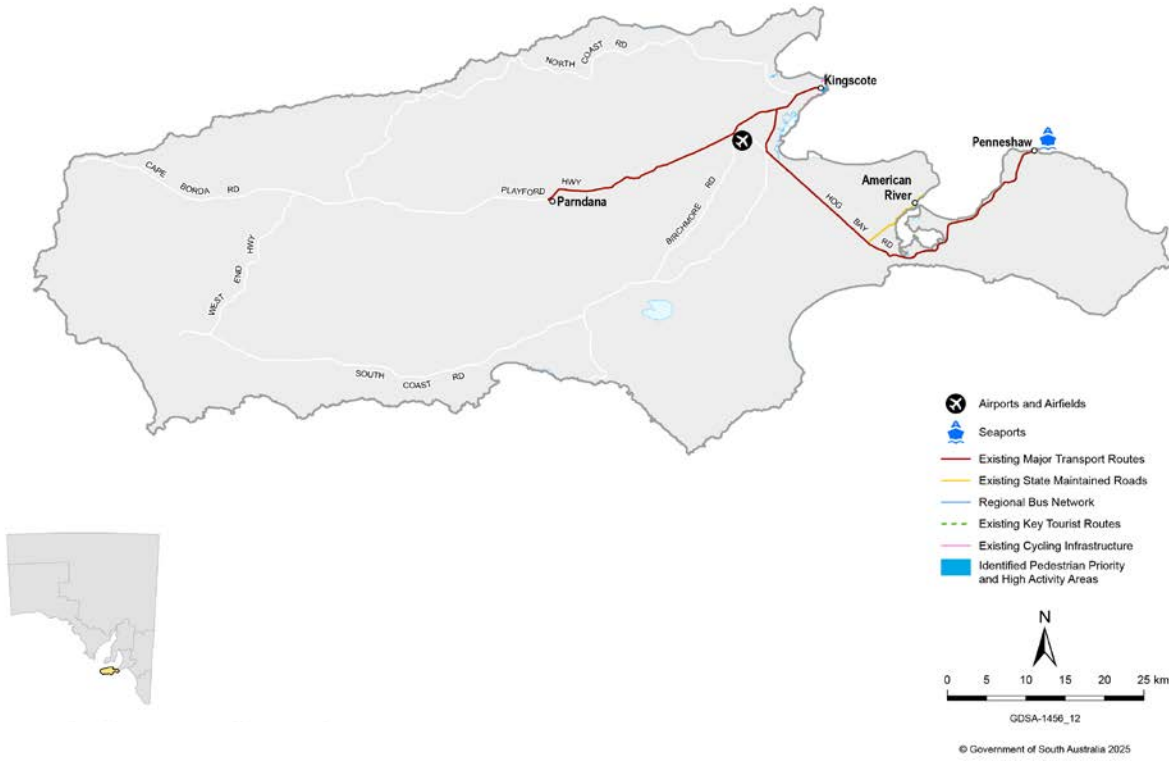 NORTH COAST RD
Kingscote
Penneshaw
CAPE BORDA RD
PLAYFORD HWY
Parndana
American
River
BIRCHMORE RD
HOG BAY RD
WEST END HWY
SOUTH COAST RD
Airports and Airfields
Seaports
Existing Major Transport Routes
Existing State Maintained Roads
Regional Bus Network
Existing Key Tourist Routes
Existing Cycling Infrastructure
Identified Pedestrian Priority
and High Activity Areas
N
0 5 10 15 20 25 km
GDSA-1456_12
© Government of South Australia 2025